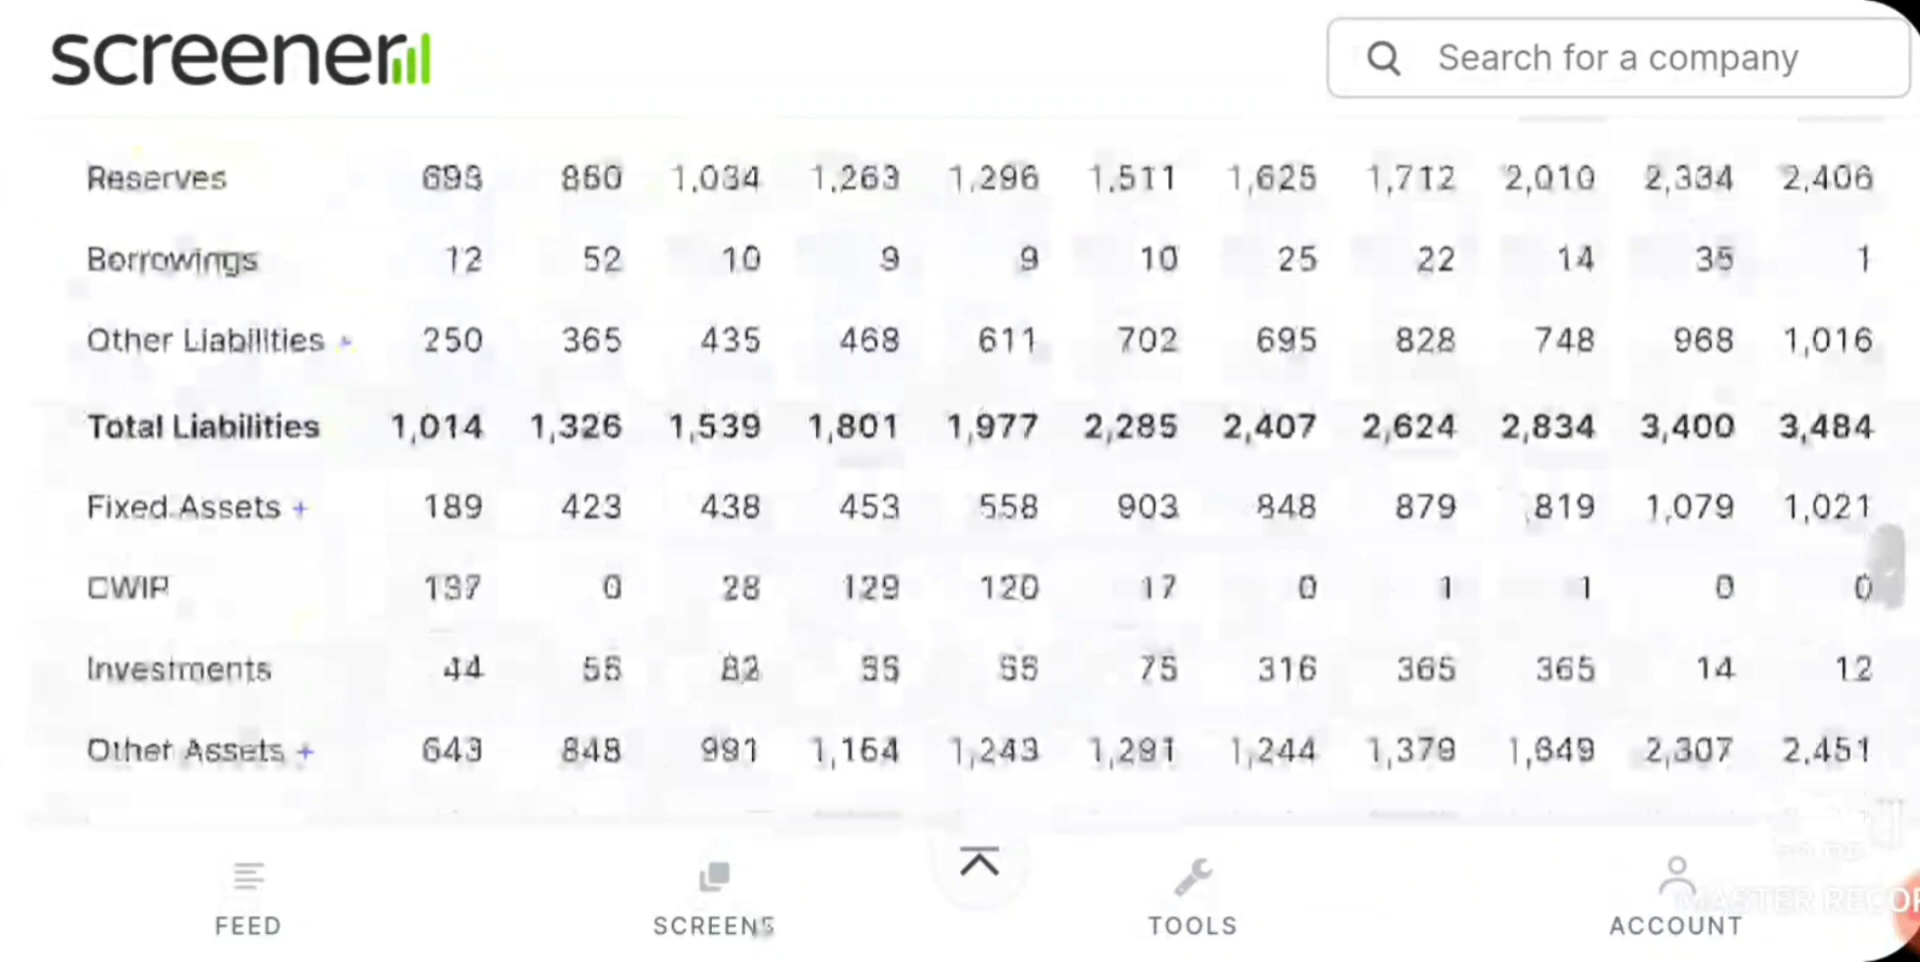 screener
Search for a company
Reserves 693 860 1,034 1,263 1,296 1,511 1,625 1,712 2,010 2,334 2,406
Borrowings 12 52 10 9 9 10 25 22 14 35 1
Other Liabilities + 250 365 435 468 611 702 695 828 748 968 1,016
Total Liabilities 1,014 1,326 1,539 1,801 1,977 2,285 2,407 2,624 2,834 3,400 3,484
Fixed Assets + 189 423 438 453 558 903 848 879 819 1,079 1,021
CWIP 137 0 28 129 120 17 0 1 1 0 0
Investments 44 55 82 55 55 75 316 365 365 14 12
Other Assets + 643 848 991 1,164 1,243 1,291 1,244 1,379 1,649 2,307 2,451
FEED
SCREENS
TOOLS
ACCOUNT
MASTER RECOR